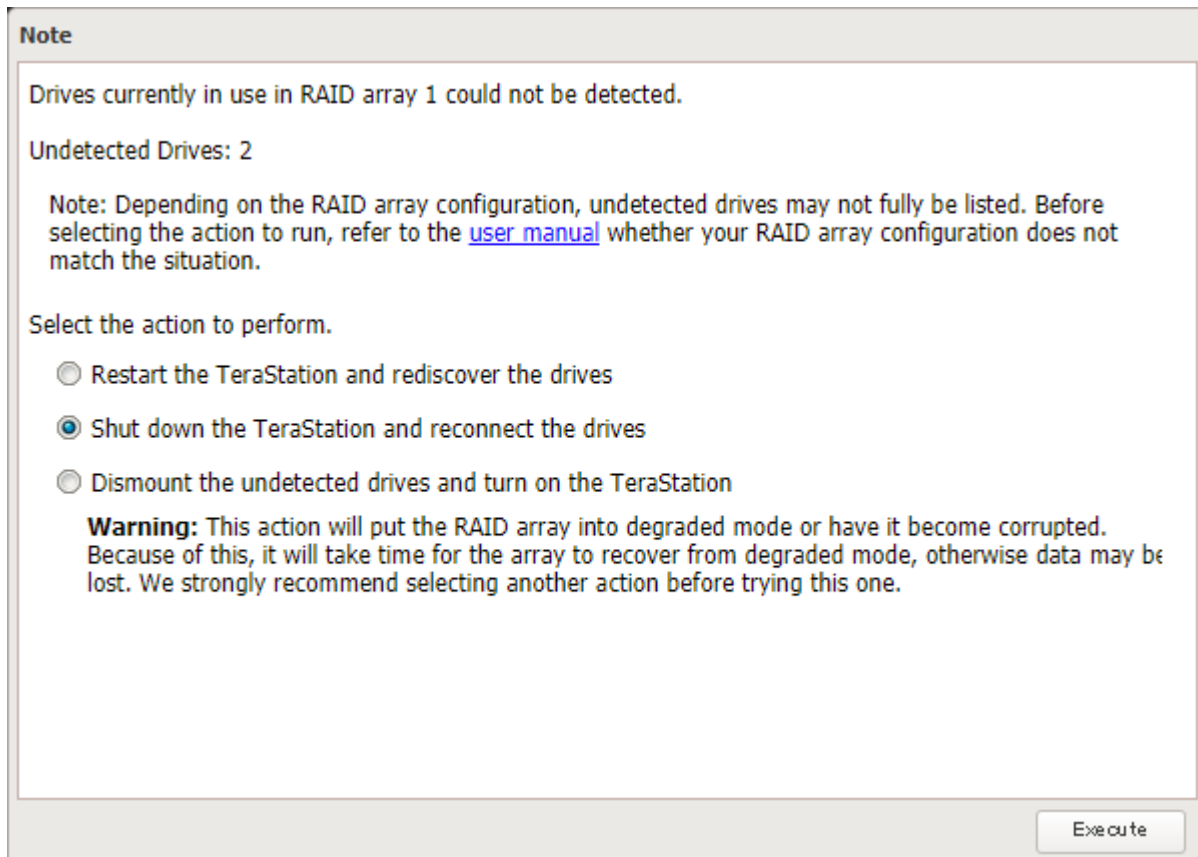 Note
Drives currently in use in RAID array 1 could not be detected.
Undetected Drives: 2
Note: Depending on the RAID array configuration, undetected drives may not fully be listed. Before
selecting the action to run, refer to the user manual whether your RAID array configuration does not
match the situation.
Select the action to perform.
Restart the TeraStation and rediscover the drives
Shut down the TeraStation and reconnect the drives
Dismount the undetected drives and turn on the TeraStation
Warning: This action will put the RAID array into degraded mode or have it become corrupted.
Because of this, it will take time for the array to recover from degraded mode, otherwise data may be
lost. We strongly recommend selecting another action before trying this one.
Execute